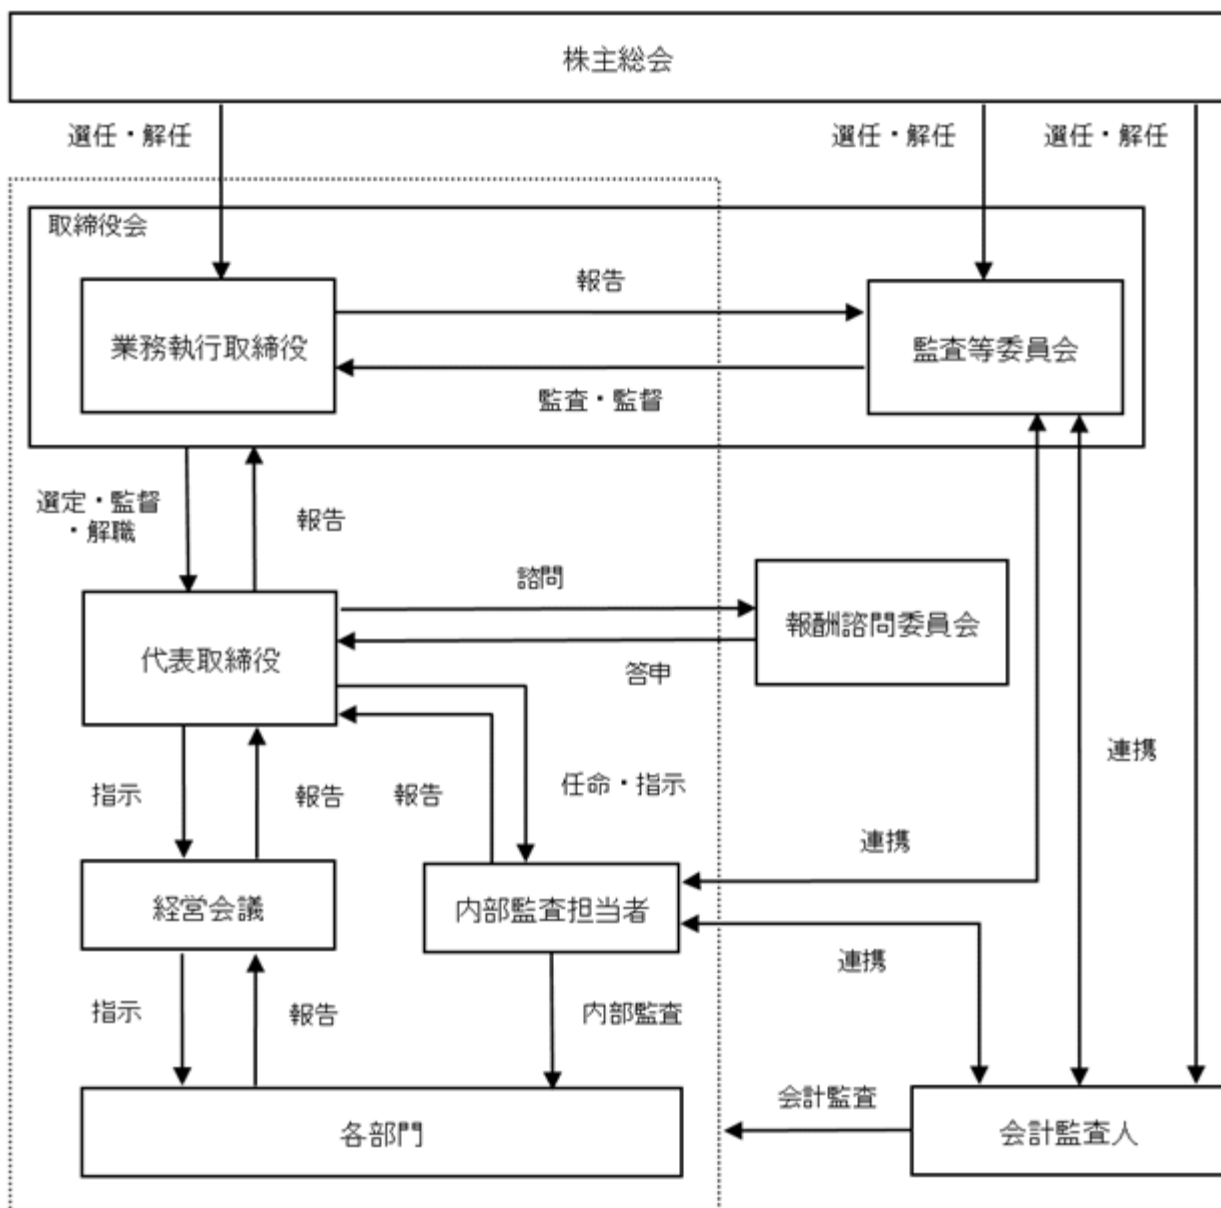 株主総会
選任・解任
選任・解任
選任・解任
取締役会
業務執行取締役
報告
監査等委員会
監査・監督
選定・監督
・解職
報告
諮問
報酬諮問委員会
代表取締役
答申
指示
報告
報告
任命・指示
連携
連携
経営会議
内部監査担当者
連携
指示
報告
内部監査
会計監査
各部門
会計監査人